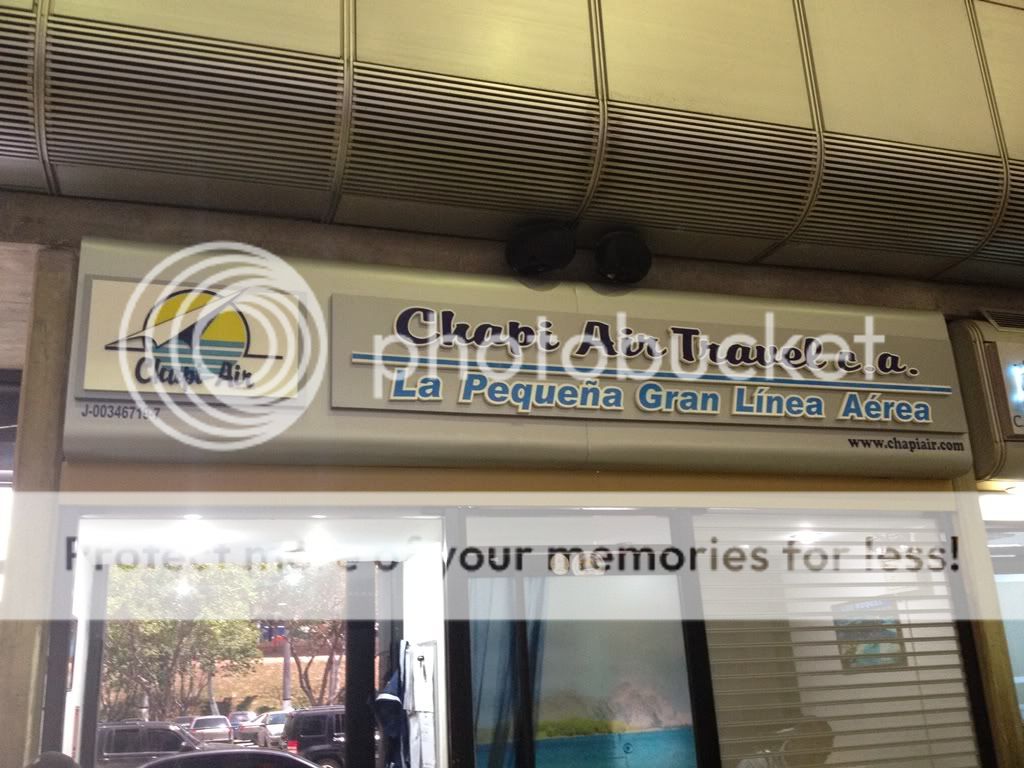 Chapi Air Travel c.a.
La Pequeña Gran Línea Aérea
Chapi Air
www.chapiair.com
photobucket
Protect more of your memories for less!